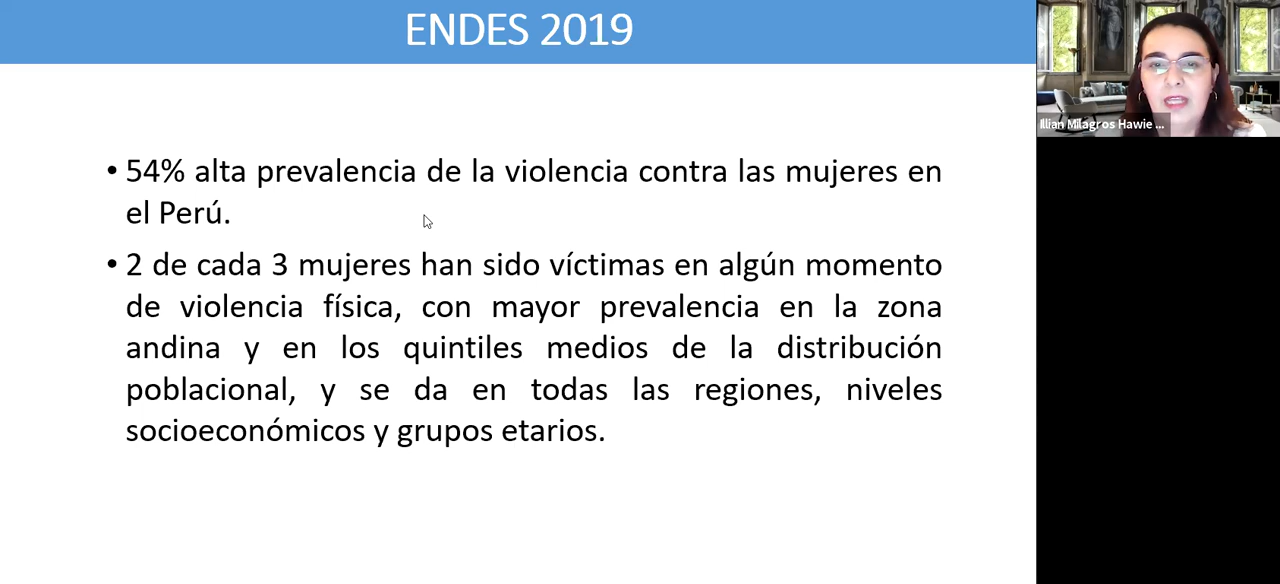 ENDES 2019
• 54% alta prevalencia de la violencia contra las mujeres en
el Perú.
• 2 de cada 3 mujeres han sido víctimas en algún momento
de violencia física, con mayor prevalencia en la zona
andina y en los quintiles medios de la distribución
poblacional, y se da en todas las regiones, niveles
socioeconómicos y grupos etarios.
Illian Milagros Hawie ...